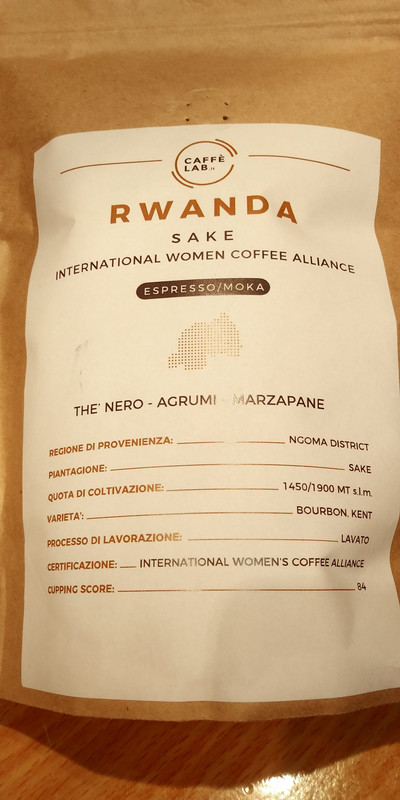 CAFFÈ
LAB.it
RWANDA
SAKE
INTERNATIONAL WOMEN COFFEE ALLIANCE
ESPRESSO/MOKA
THE' NERO - AGRUMI - MARZAPANE
REGIONE DI PROVENIENZA: NGOMA DISTRICT
PIANTAGIONE: SAKE
QUOTA DI COLTIVAZIONE: 1450/1900 MT s.l.m.
VARIETA': BOURBON, KENT
PROCESSO DI LAVORAZIONE: LAVATO
CERTIFICAZIONE: INTERNATIONAL WOMEN'S COFFEE ALLIANCE
CUPPING SCORE: 84